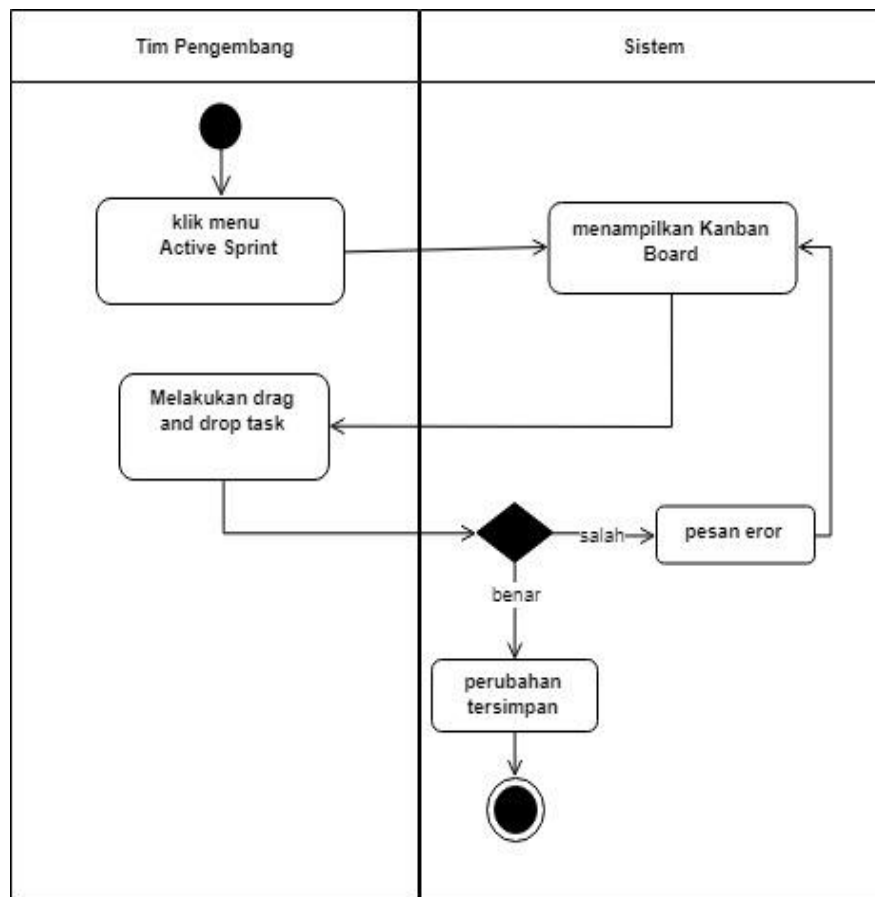 Tim Pengembang
Sistem
klik menu
Active Sprint
menampilkan Kanban
Board
Melakukan drag
and drop task
salah
pesan eror
benar
perubahan
tersimpan